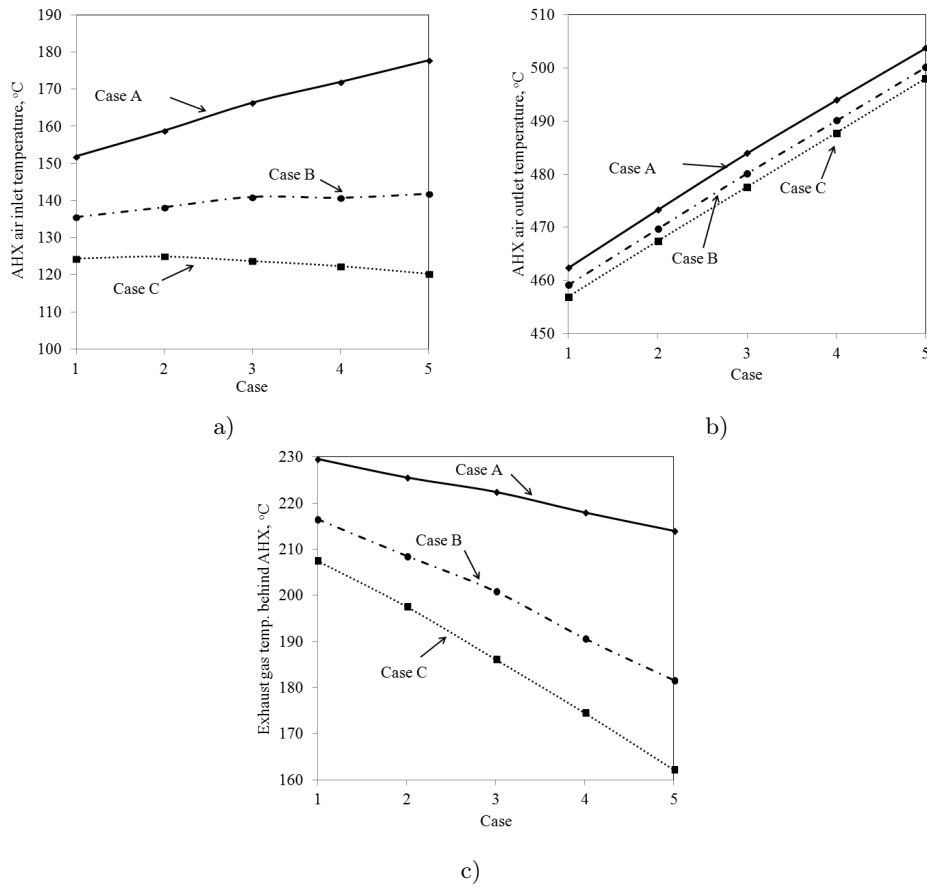 190
180
170
160
150
140
130
120
110
100
AHX air inlet temperature, °C
Case A
Case B
Case C
1 2 3 4 5
Case
a)
510
500
490
480
470
460
450
AHX air outlet temperature, °C
Case A
Case C
Case B
1 2 3 4 5
Case
b)
230
220
210
200
190
180
170
160
Exhaust gas temp. behind AHX, °C
Case A
Case B
Case C
1 2 3 4 5
Case
c)